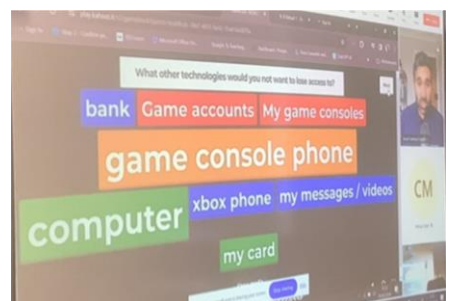 What other technologies would you not want to lose access to?
bank Game accounts My game consoles
game console phone
computer xbox phone my messages / videos
my card
CM